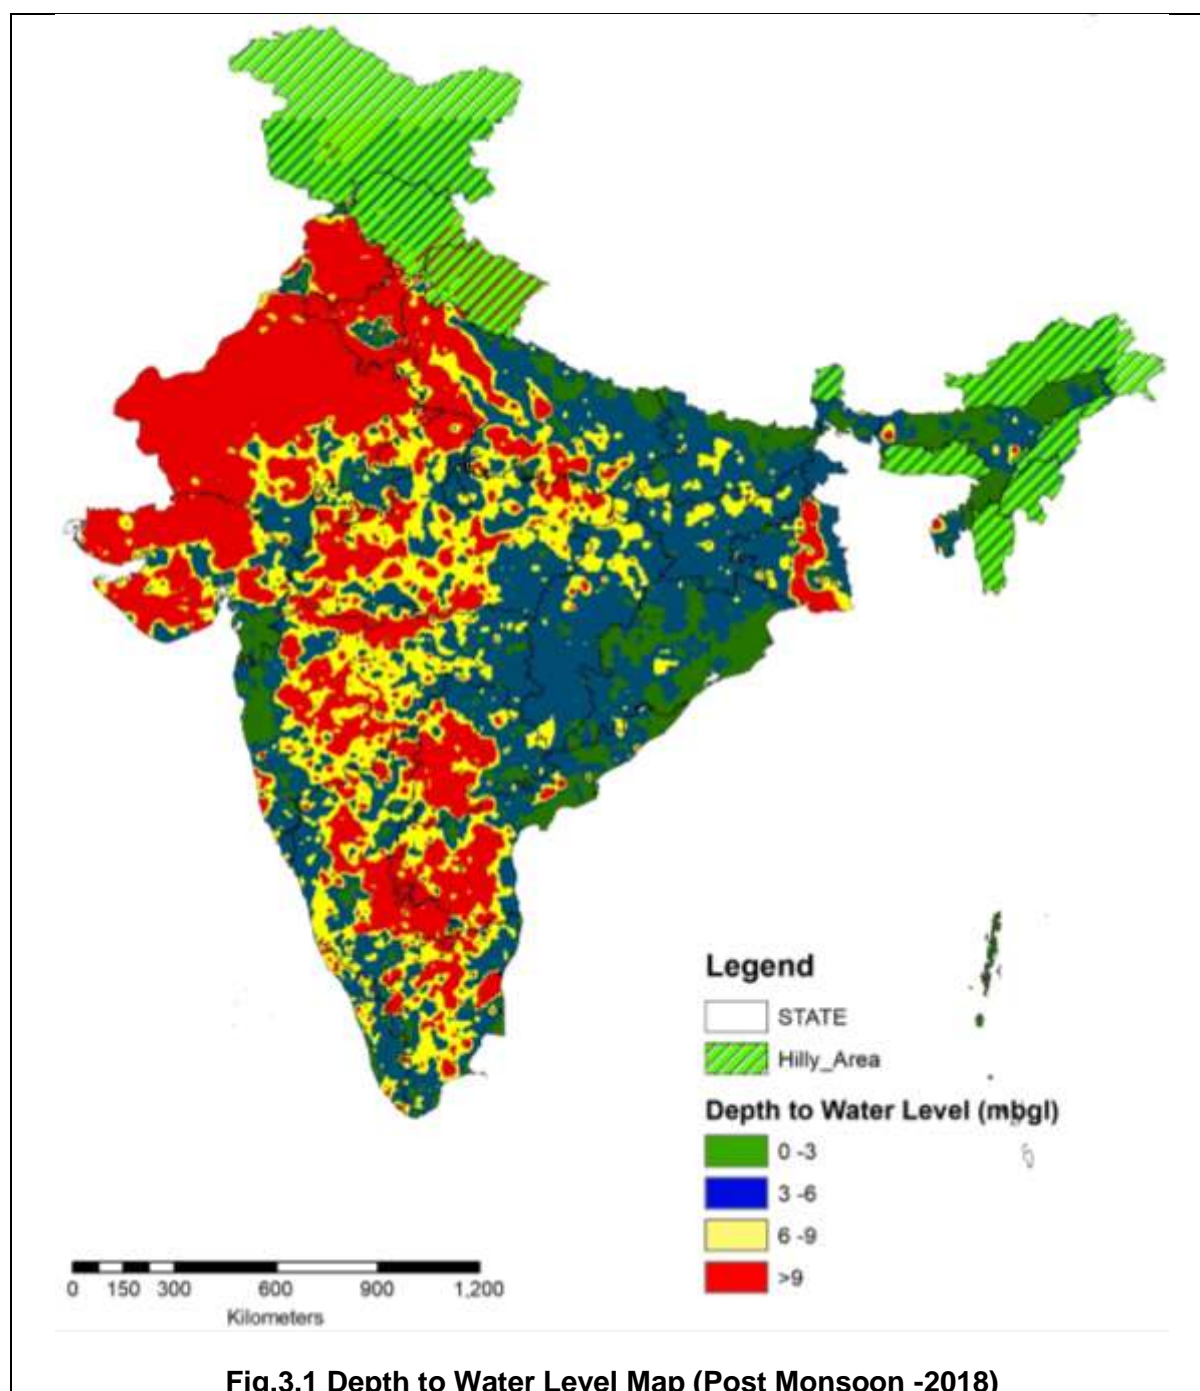 Legend
STATE
Hilly_Area
Depth to Water Level (mbgl)
0 -3
3 -6
6 -9
>9
0 150 300 600 900 1,200
Kilometers
Fig.3.1 Depth to Water Level Map (Post Monsoon -2018)